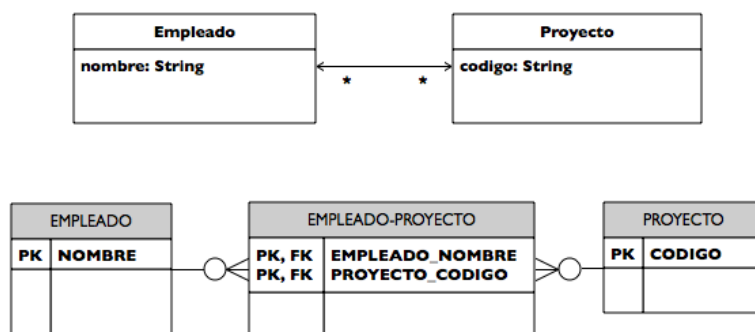 Empleado
nombre: String
Proyecto
codigo: String
* *
EMPLEADO
PK NOMBRE
EMPLEADO-PROYECTO
PK, FK EMPLEADO_NOMBRE
PK, FK PROYECTO_CODIGO
PROYECTO
PK CODIGO